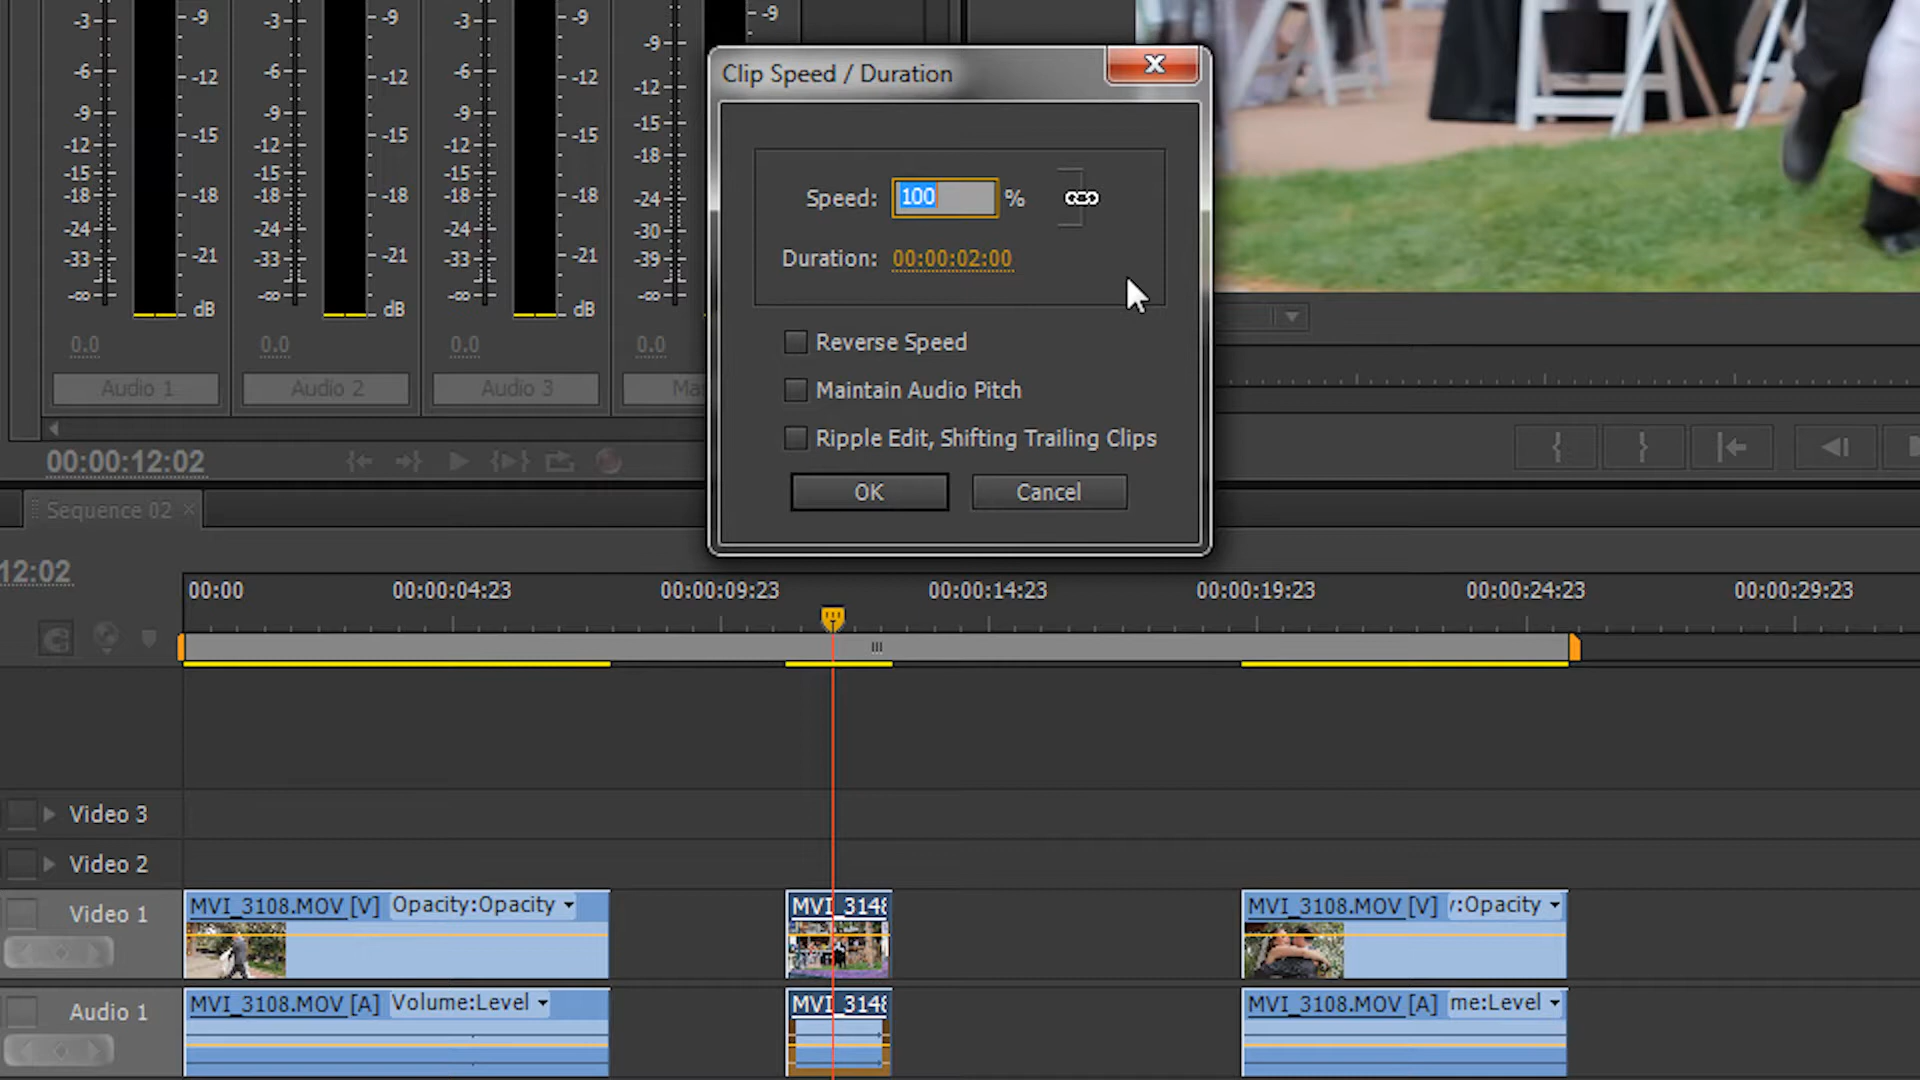 -3 -9 -3 -9 -3 -9 -9
-6 -12 -6 -12 -6 -12 -9 -12
-9 -15 -9 -15 -9 -15 -15
-12 -12 -12 -18
-15 -15 -15
-18 -18 -18 -18 -18 -18 -24
-24 -24 -24 -30
-33 -21 -33 -21 -33 -21 -39
-∞ dB -∞ dB -∞ dB -∞
0.0 0.0 0.0 0.0
Audio 1 Audio 2 Audio 3
00:00:12:02
Clip Speed / Duration
Speed: 100 %
Duration: 00:00:02:00
Reverse Speed
Maintain Audio Pitch
Ripple Edit, Shifting Trailing Clips
OK Cancel
Sequence 02 ×
12:02
00:00 00:00:04:23 00:00:09:23 00:00:14:23 00:00:19:23 00:00:24:23 00:00:29:23
Video 3
Video 2
Video 1
MVI_3108.MOV [V] Opacity:Opacity MVI_3148 MVI_3108.MOV [V] y:Opacity
Audio 1
MVI_3108.MOV [A] Volume:Level MVI_3148 MVI_3108.MOV [A] me:Level